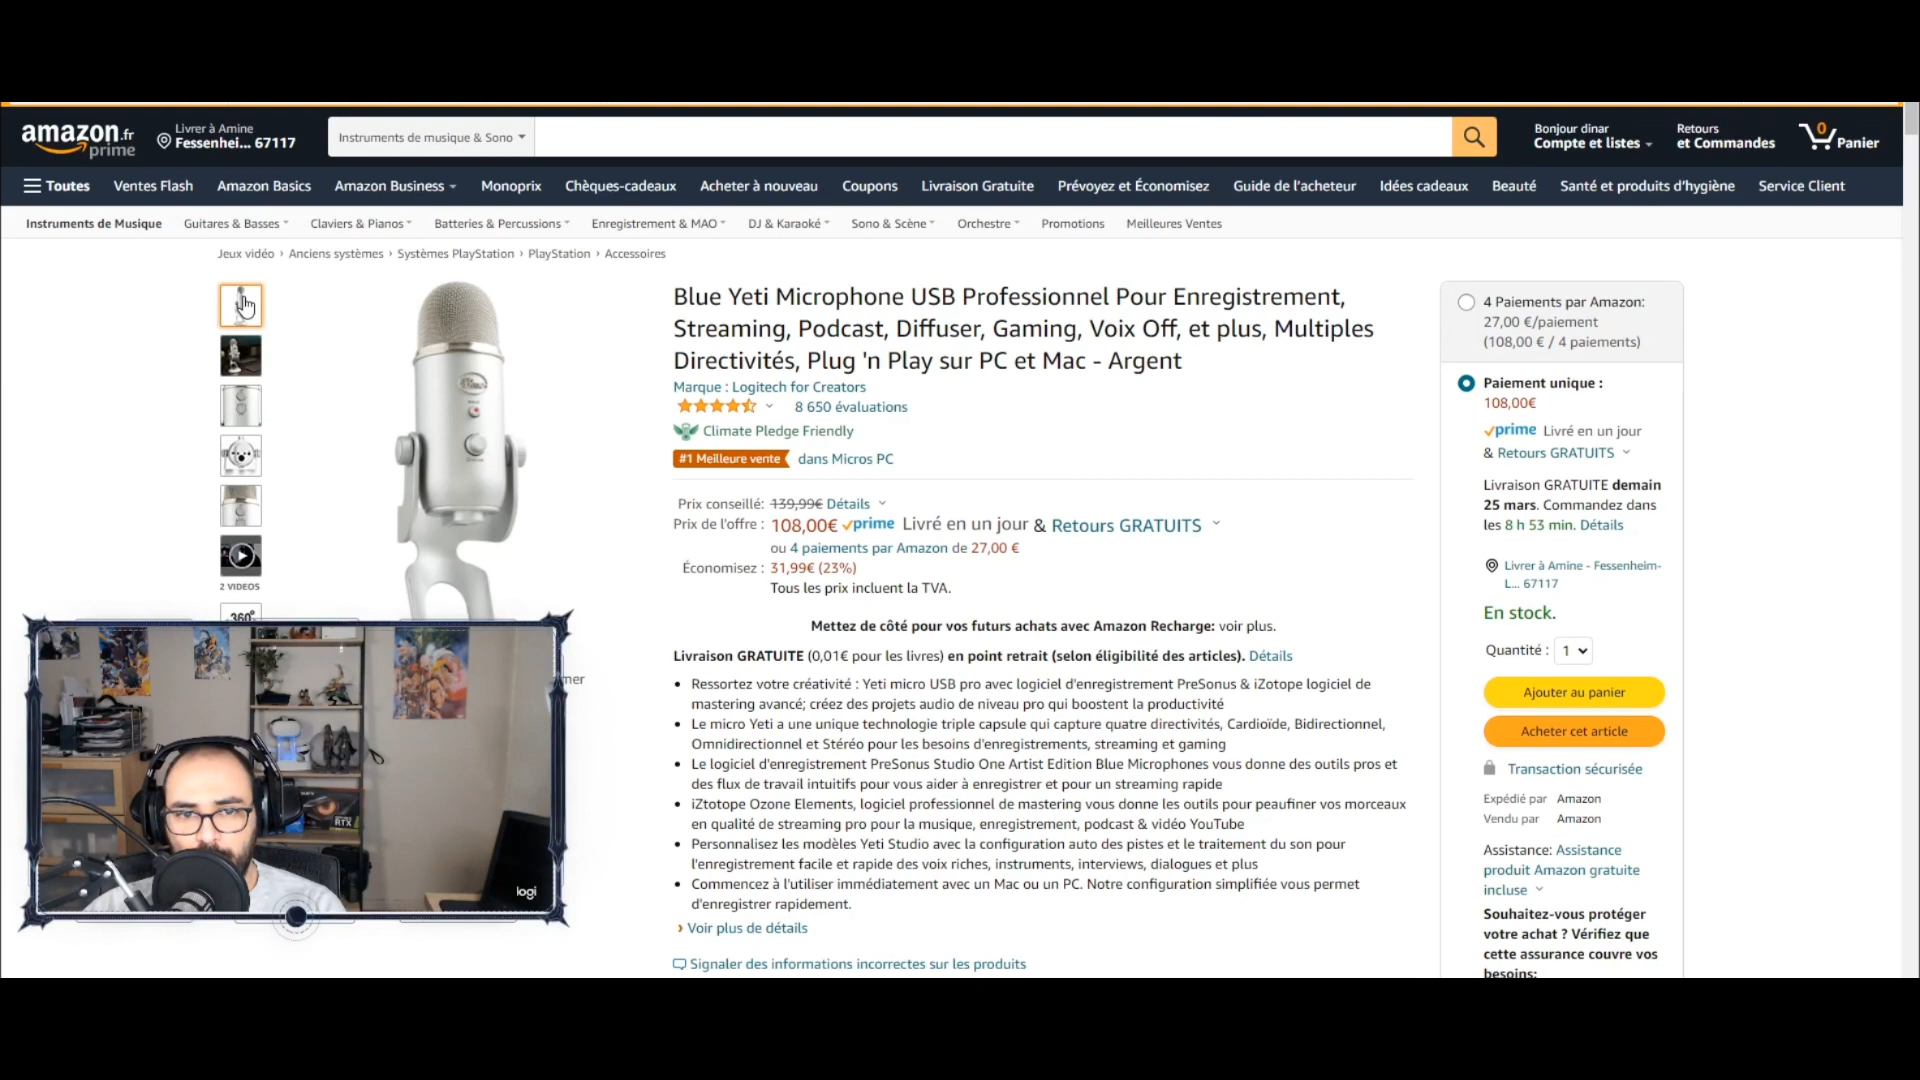 amazon.fr
prime
Livrer à Amine
Fessenhei... 67117
Instruments de musique & Sono
Bonjour dinar
Compte et listes
Retours
et Commandes
0
Panier
Toutes
Ventes Flash
Amazon Basics
Amazon Business
Monoprix
Chèques-cadeaux
Acheter à nouveau
Coupons
Livraison Gratuite
Prévoyez et Économisez
Guide de l'acheteur
Idées cadeaux
Beauté
Santé et produits d'hygiène
Service Client
Instruments de Musique
Guitares & Basses
Claviers & Pianos
Batteries & Percussions
Enregistrement & MAO
DJ & Karaoké
Sono & Scène
Orchestre
Promotions
Meilleures Ventes
Jeux vidéo › Anciens systèmes › Systèmes PlayStation › PlayStation › Accessoires
2 VIDEOS
360°
mer
RTX
logi
Blue Yeti Microphone USB Professionnel Pour Enregistrement,
Streaming, Podcast, Diffuser, Gaming, Voix Off, et plus, Multiples
Directivités, Plug 'n Play sur PC et Mac - Argent
Marque : Logitech for Creators
8 650 évaluations
Climate Pledge Friendly
#1 Meilleure vente dans Micros PC
Prix conseillé: 139,99€ Détails
Prix de l'offre : 108,00€ prime Livré en un jour & Retours GRATUITS
ou 4 paiements par Amazon de 27,00 €
Économisez : 31,99€ (23%)
Tous les prix incluent la TVA.
Mettez de côté pour vos futurs achats avec Amazon Recharge: voir plus.
Livraison GRATUITE (0,01€ pour les livres) en point retrait (selon éligibilité des articles). Détails
• Ressortez votre créativité : Yeti micro USB pro avec logiciel d'enregistrement PreSonus & iZotope logiciel de
mastering avancé; créez des projets audio de niveau pro qui boostent la productivité
• Le micro Yeti a une unique technologie triple capsule qui capture quatre directivités, Cardioïde, Bidirectionnel,
Omnidirectionnel et Stéréo pour les besoins d'enregistrements, streaming et gaming
• Le logiciel d'enregistrement PreSonus Studio One Artist Edition Blue Microphones vous donne des outils pros et
des flux de travail intuitifs pour vous aider à enregistrer et pour un streaming rapide
• iZtotope Ozone Elements, logiciel professionnel de mastering vous donne les outils pour peaufiner vos morceaux
en qualité de streaming pro pour la musique, enregistrement, podcast & vidéo YouTube
• Personnalisez les modèles Yeti Studio avec la configuration auto des pistes et le traitement du son pour
l'enregistrement facile et rapide des voix riches, instruments, interviews, dialogues et plus
• Commencez à l'utiliser immédiatement avec un Mac ou un PC. Notre configuration simplifiée vous permet
d'enregistrer rapidement.
› Voir plus de détails
Signaler des informations incorrectes sur les produits
4 Paiements par Amazon:
27,00 €/paiement
(108,00 € / 4 paiements)
Paiement unique :
108,00€
prime Livré en un jour
& Retours GRATUITS
Livraison GRATUITE demain
25 mars. Commandez dans
les 8 h 53 min. Détails
Livrer à Amine - Fessenheim-
L... 67117
En stock.
Quantité : 1
Ajouter au panier
Acheter cet article
Transaction sécurisée
Expédié par Amazon
Vendu par Amazon
Assistance: Assistance
produit Amazon gratuite
incluse
Souhaitez-vous protéger
votre achat ? Vérifiez que
cette assurance couvre vos
besoins: